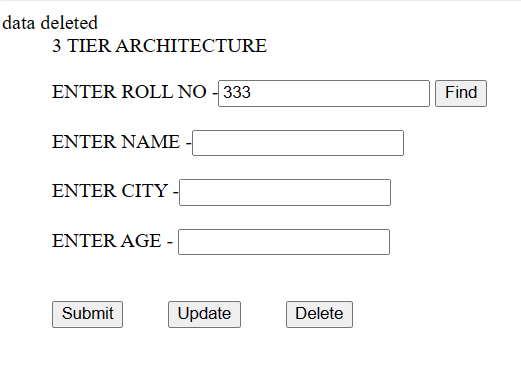 data deleted
3 TIER ARCHITECTURE
ENTER ROLL NO -333 Find
ENTER NAME -
ENTER CITY -
ENTER AGE -
Submit Update Delete